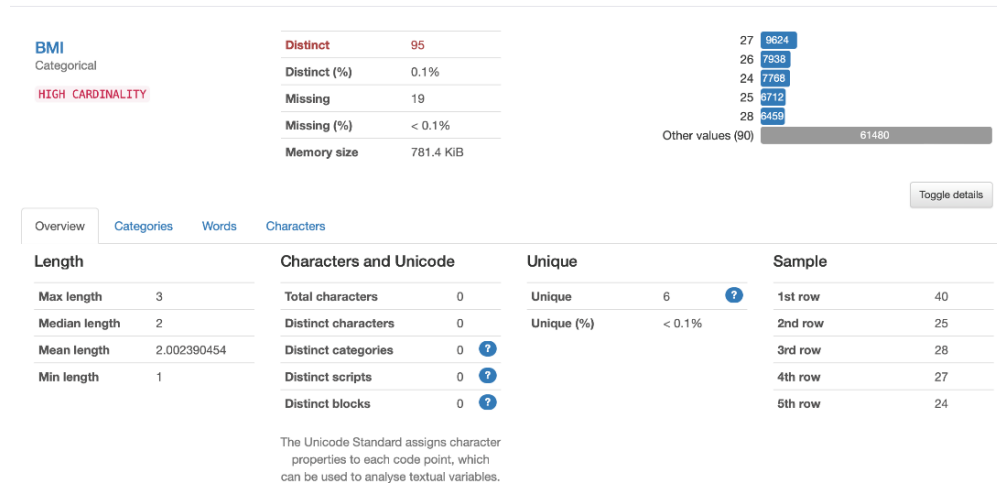 BMI
Categorical
HIGH CARDINALITY
Distinct 95
Distinct (%) 0.1%
Missing 19
Missing (%) < 0.1%
Memory size 781.4 KiB
27 9624
26 7938
24 7768
25 6712
28 6459
Other values (90) 61480
Toggle details
Overview Categories Words Characters
Length
Max length 3
Median length 2
Mean length 2.002390454
Min length 1
Characters and Unicode
Total characters 0
Distinct characters 0
Distinct categories 0 ?
Distinct scripts 0 ?
Distinct blocks 0 ?
The Unicode Standard assigns character
properties to each code point, which
can be used to analyse textual variables.
Unique
Unique 6 ?
Unique (%) < 0.1%
Sample
1st row 40
2nd row 25
3rd row 28
4th row 27
5th row 24